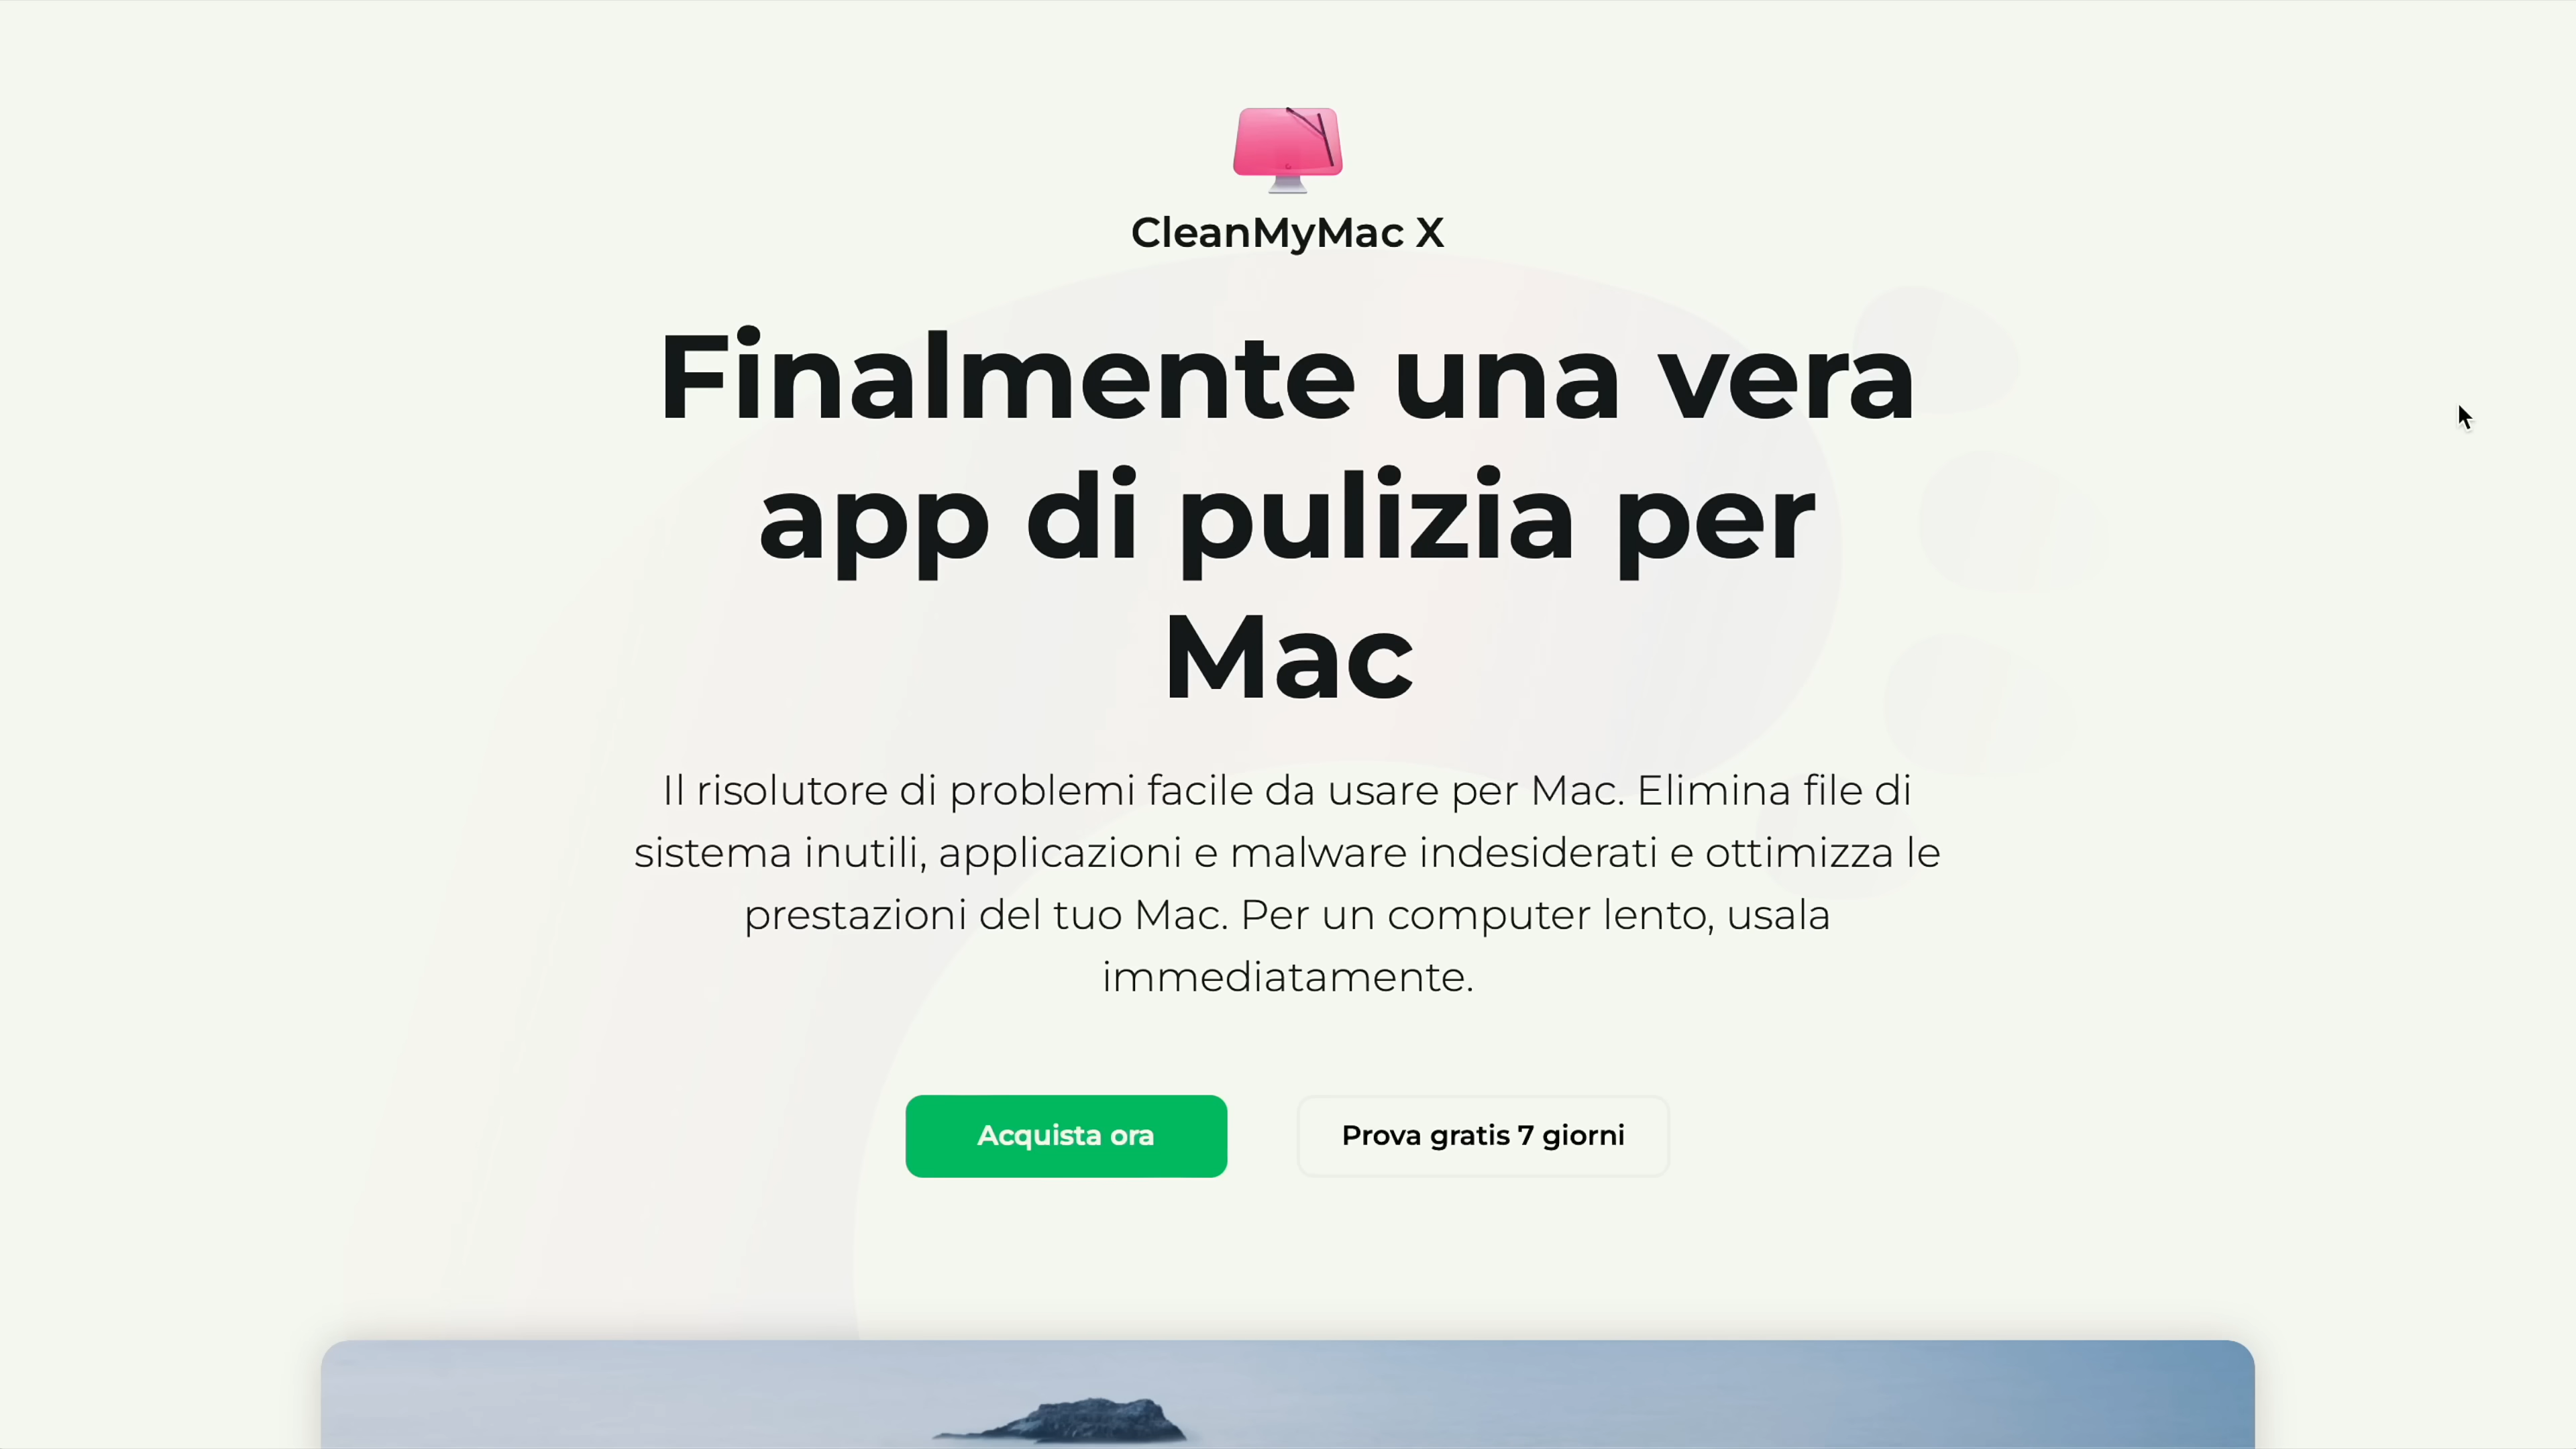 CleanMyMac X
Finalmente una vera
app di pulizia per
Mac
Il risolutore di problemi facile da usare per Mac. Elimina file di
sistema inutili, applicazioni e malware indesiderati e ottimizza le
prestazioni del tuo Mac. Per un computer lento, usala
immediatamente.
Acquista ora
Prova gratis 7 giorni